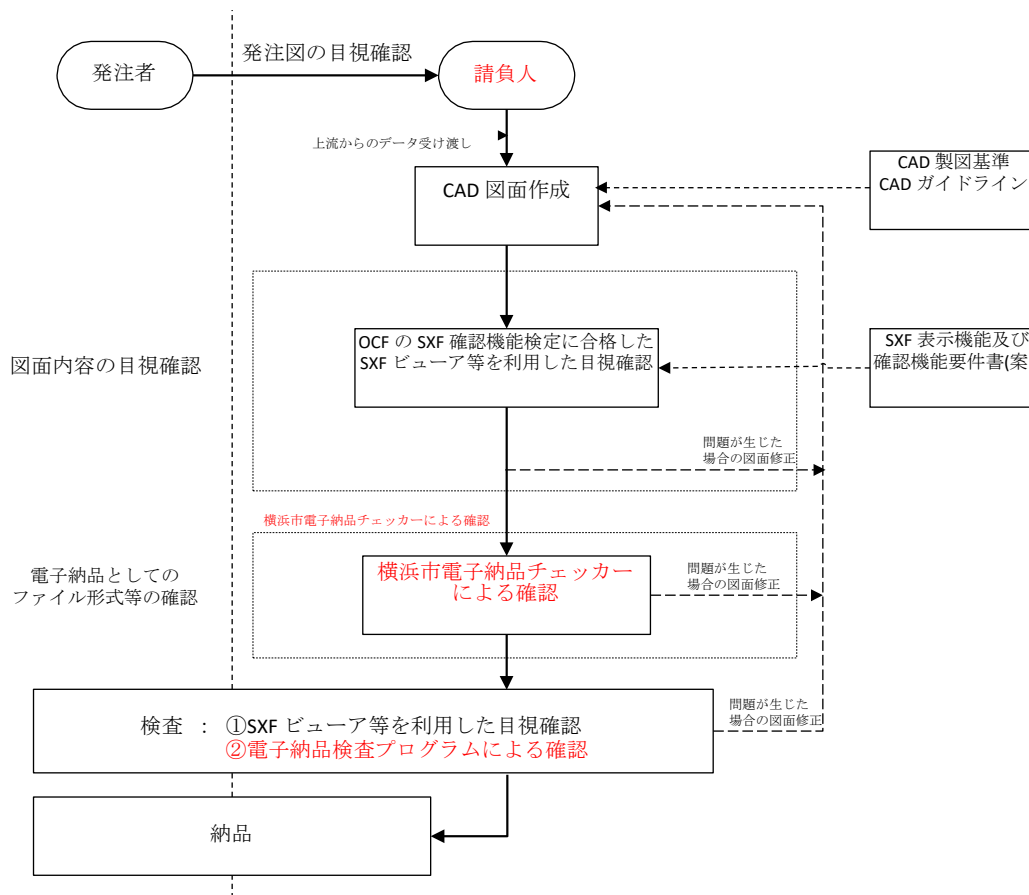 発注者
発注図の目視確認
請負人
上流からのデータ受け渡し
CAD 図面作成
CAD 製図基準
CAD ガイドライン
図面内容の目視確認
OCF の SXF 確認機能検定に合格した
SXF ビューア等を利用した目視確認
SXF 表示機能及び
確認機能要件書(案
問題が生じた
場合の図面修正
横浜市電子納品チェッカーによる確認
電子納品としての
ファイル形式等の確認
横浜市電子納品チェッカー
による確認
問題が生じた
場合の図面修正
検査 : ①SXF ビューア等を利用した目視確認
②電子納品検査プログラムによる確認
問題が生じた
場合の図面修正
納品